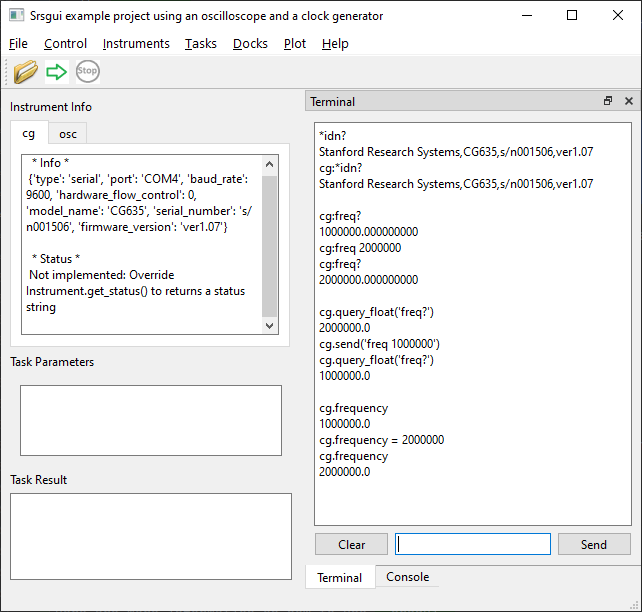 Srsgui example project using an oscilloscope and a clock generator
File Control Instruments Tasks Docks Plot Help
Stop
Instrument Info
cg osc
* Info *
{'type': 'serial', 'port': 'COM4', 'baud_rate':
9600, 'hardware_flow_control': 0,
'model_name': 'CG635', 'serial_number': 's/
n001506', 'firmware_version': 'ver1.07'}
* Status *
Not implemented: Override
Instrument.get_status() to returns a status
string
Task Parameters
Task Result
Terminal
*idn?
Stanford Research Systems,CG635,s/n001506,ver1.07
cg:*idn?
Stanford Research Systems,CG635,s/n001506,ver1.07
cg:freq?
1000000.000000000
cg:freq 2000000
cg:freq?
2000000.000000000
cg.query_float('freq?')
2000000.0
cg.send('freq 1000000')
cg.query_float('freq?')
1000000.0
cg.frequency
1000000.0
cg.frequency = 2000000
cg.frequency
2000000.0
Clear Send
Terminal Console